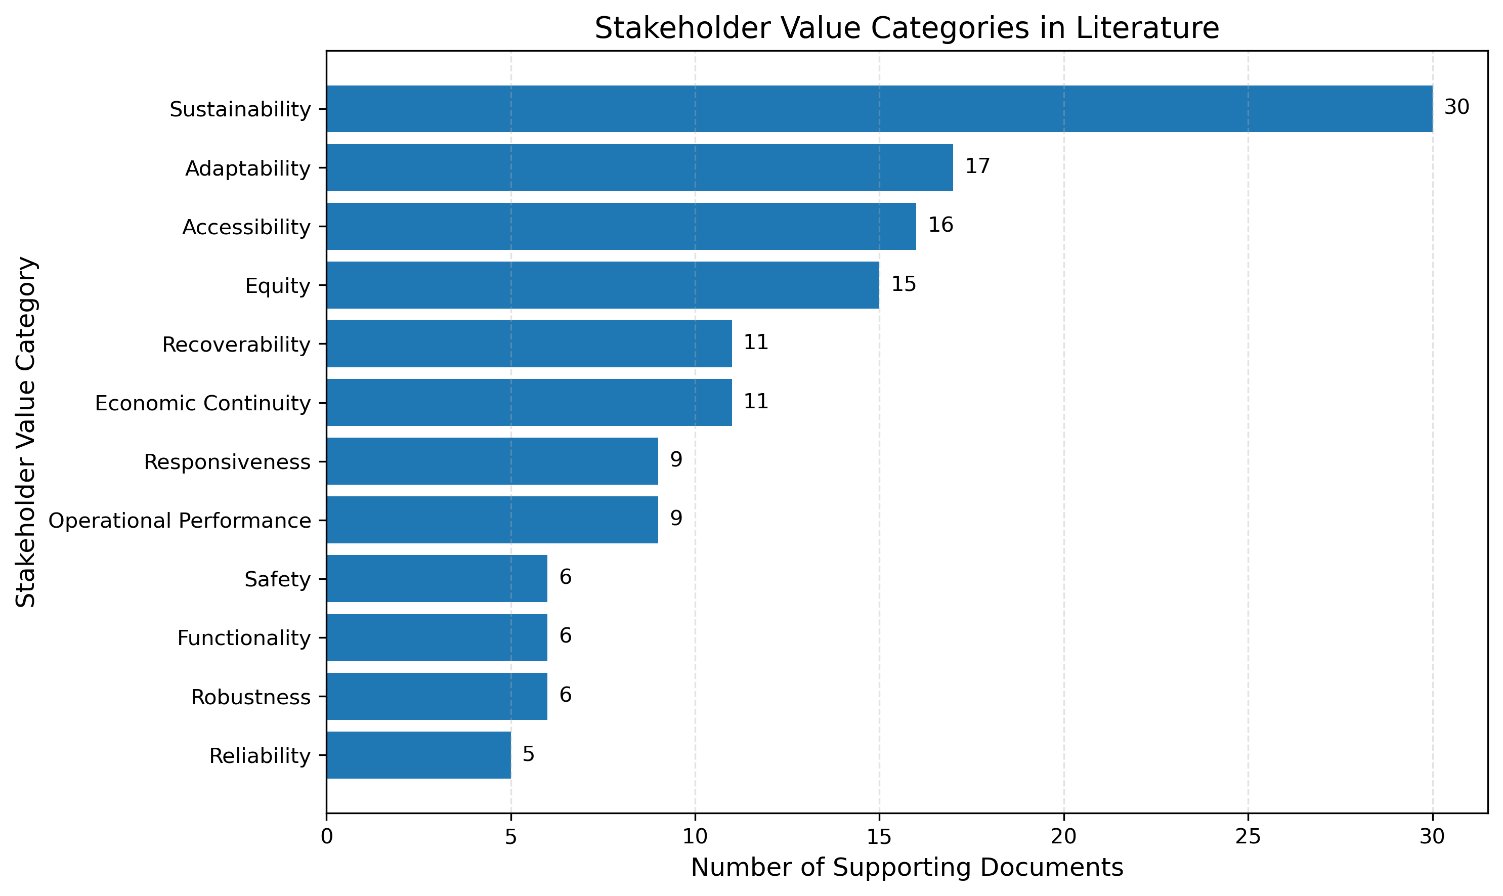 Stakeholder Value Categories in Literature
Stakeholder Value Category
Sustainability 30
Adaptability 17
Accessibility 16
Equity 15
Recoverability 11
Economic Continuity 11
Responsiveness 9
Operational Performance 9
Safety 6
Functionality 6
Robustness 6
Reliability 5
0 5 10 15 20 25 30
Number of Supporting Documents